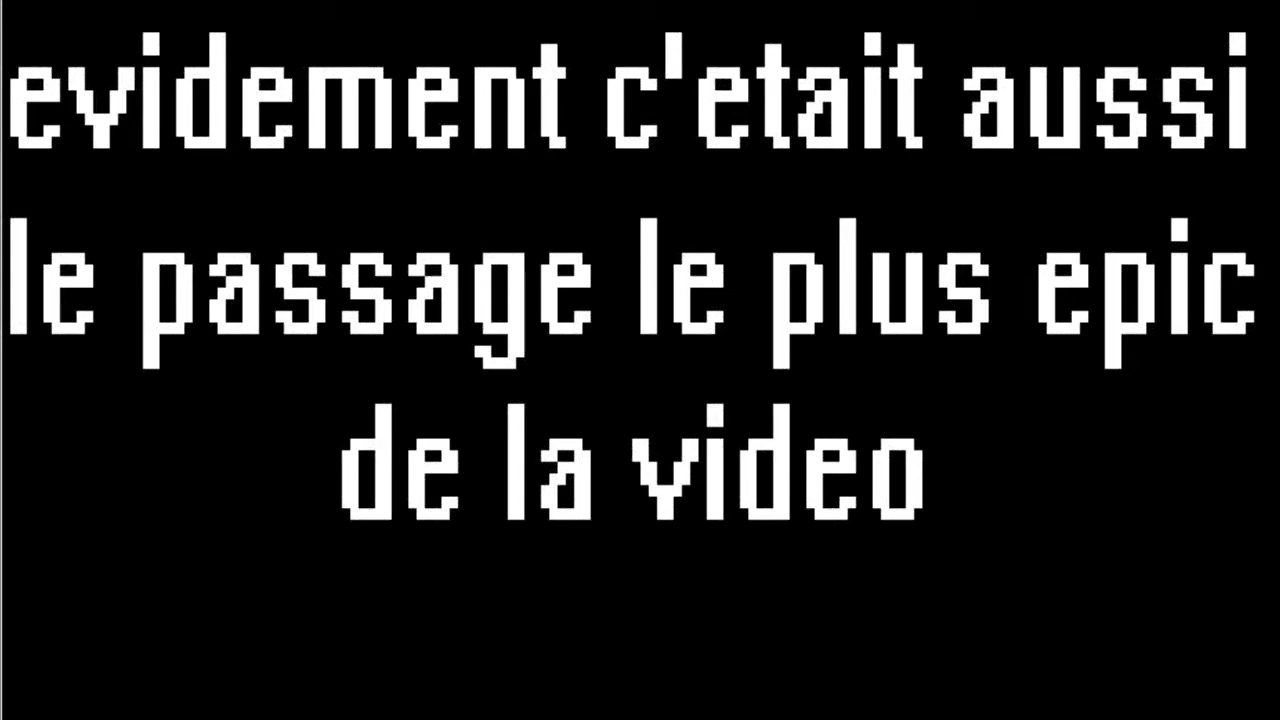 evidement c'etait aussi
le passage le plus epic
de la video